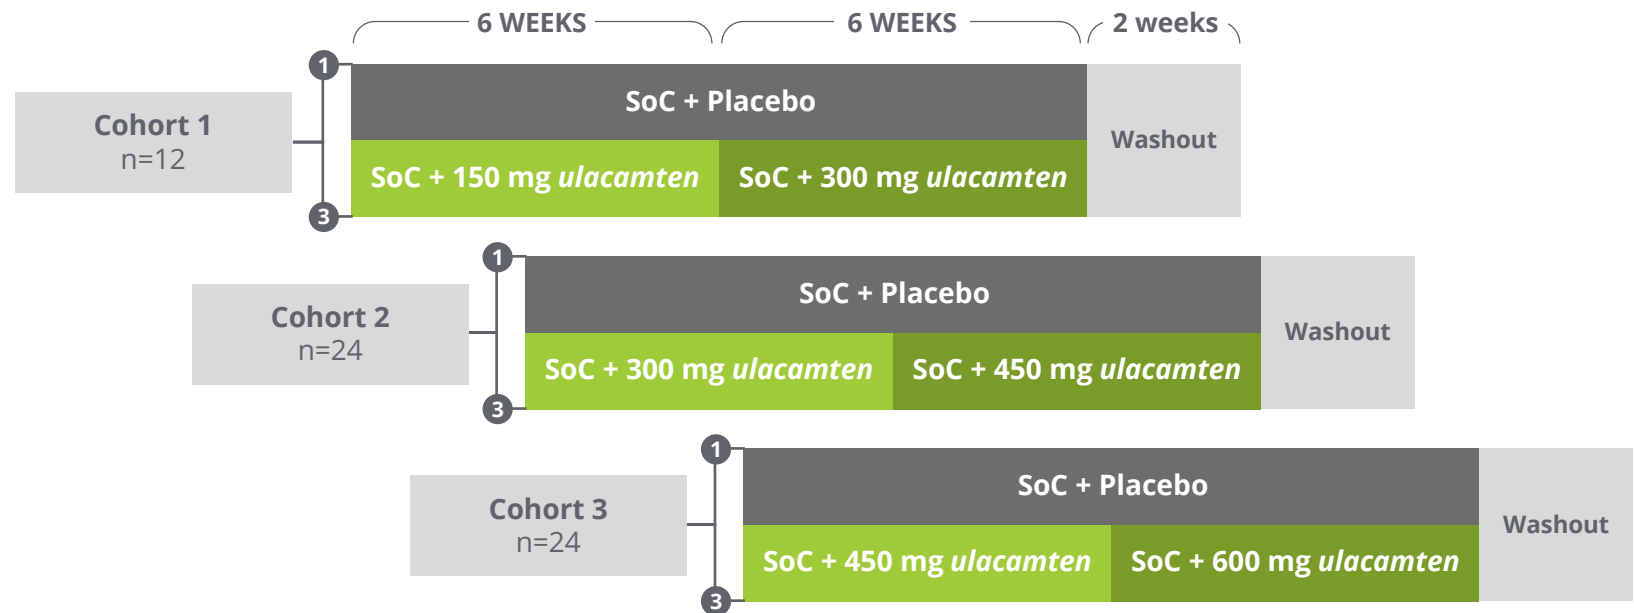 6 WEEKS 6 WEEKS 2 weeks
1
SoC + Placebo
Cohort 1
n=12
Washout
SoC + 150 mg ulacamten SoC + 300 mg ulacamten
3
1
SoC + Placebo
Cohort 2
n=24
Washout
SoC + 300 mg ulacamten SoC + 450 mg ulacamten
3
1
SoC + Placebo
Cohort 3
n=24
Washout
SoC + 450 mg ulacamten SoC + 600 mg ulacamten
3